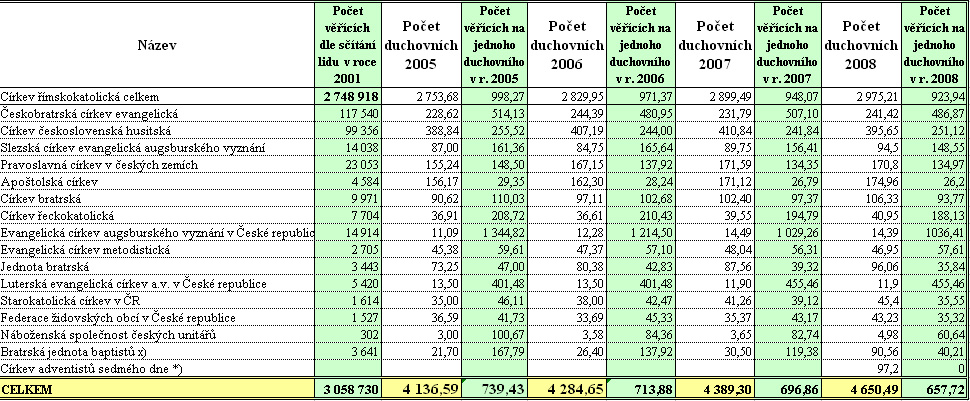 Název Počet věřících dle sčítání lidu v roce 2001 Počet duchovních 2005 Počet věřících na jednoho duchovního v r. 2005 Počet duchovních 2006 Počet věřících na jednoho duchovního v r. 2006 Počet duchovních 2007 Počet věřících na jednoho duchovního v r. 2007 Počet duchovních 2008 Počet věřících na jednoho duchovního v r. 2008
Církev římskokatolická celkem 2 748 918 2 753,68 998,27 2 829,95 971,37 2 899,49 948,07 2 975,21 923,94
Českobratrská církev evangelická 117 540 228,62 514,13 244,39 480,95 231,79 507,10 241,42 486,87
Církev československá husitská 99 356 388,84 255,52 407,19 244,00 410,84 241,84 395,65 251,12
Slezská církev evangelická augsburského vyznání 14 038 87,00 161,36 84,75 165,64 89,75 156,41 94,5 148,55
Pravoslavná církev v českých zemích 23 053 155,24 148,50 167,15 137,92 171,59 134,35 170,8 134,97
Apoštolská církev 4 584 156,17 29,35 162,30 28,24 171,12 26,79 174,96 26,2
Církev bratrská 9 971 90,62 110,03 97,11 102,68 102,40 97,37 106,33 93,77
Církev řeckokatolická 7 704 36,91 208,72 36,61 210,43 39,55 194,79 40,95 188,13
Evangelická církev augsburského vyznání v České republic 14 914 11,09 1 344,82 12,28 1 214,50 14,49 1 029,26 14,39 1036,41
Evangelická církev metodistická 2 705 45,38 59,61 47,37 57,10 48,04 56,31 46,95 57,61
Jednota bratrská 3 443 73,25 47,00 80,38 42,83 87,56 39,32 96,06 35,84
Luterská evangelická církev a.v. v České republice 5 420 13,50 401,48 13,50 401,48 11,90 455,46 11,9 455,46
Starokatolická církev v ČR 1 614 35,00 46,11 38,00 42,47 41,26 39,12 45,4 35,55
Federace židovských obcí v České republice 1 527 36,59 41,73 33,69 45,33 35,37 43,17 43,23 35,32
Náboženská společnost českých unitářů 302 3,00 100,67 3,58 84,36 3,65 82,74 4,98 60,64
Bratrská jednota baptistů x) 3 641 21,70 167,79 26,40 137,92 30,50 119,38 90,56 40,21
Církev adventistů sedmého dne *) 97,2 0
CELKEM 3 058 730 4 136,59 739,43 4 284,65 713,88 4 389,30 696,86 4 650,49 657,72